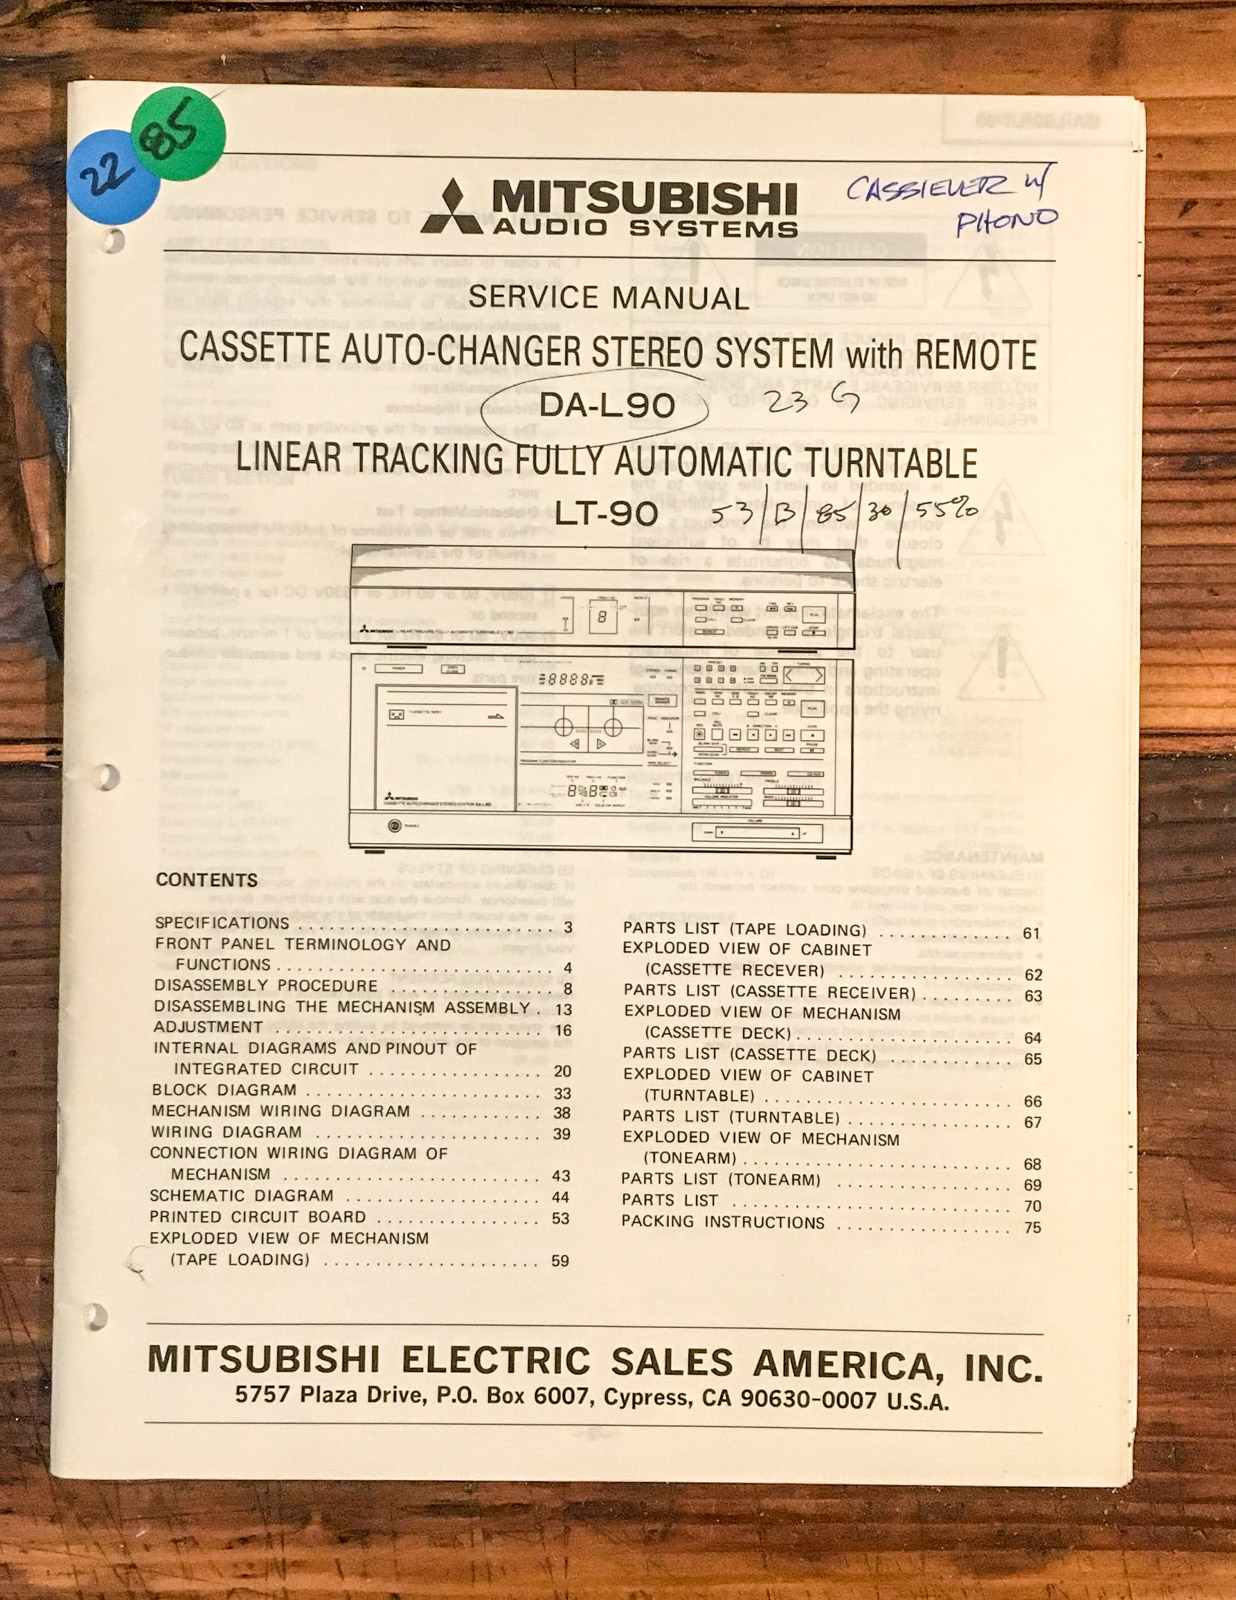 22
85
MITSUBISHI
AUDIO SYSTEMS
CASSIEVER W/
PHONO
SERVICE MANUAL
CASSETTE AUTO-CHANGER STEREO SYSTEM with REMOTE
DA-L90 23 G
LINEAR TRACKING FULLY AUTOMATIC TURNTABLE
LT-90 53/B/85/30/55%
CONTENTS
SPECIFICATIONS . . . . . . . . . . . . . . . . . . . . . . . . . 3
FRONT PANEL TERMINOLOGY AND
FUNCTIONS . . . . . . . . . . . . . . . . . . . . . . . . . . . 4
DISASSEMBLY PROCEDURE . . . . . . . . . . . . . . . . . 8
DISASSEMBLING THE MECHANISM ASSEMBLY . 13
ADJUSTMENT . . . . . . . . . . . . . . . . . . . . . . . . . . 16
INTERNAL DIAGRAMS AND PINOUT OF
INTEGRATED CIRCUIT . . . . . . . . . . . . . . . . . 20
BLOCK DIAGRAM . . . . . . . . . . . . . . . . . . . . . . . 33
MECHANISM WIRING DIAGRAM . . . . . . . . . . . . 38
WIRING DIAGRAM . . . . . . . . . . . . . . . . . . . . . . 39
CONNECTION WIRING DIAGRAM OF
MECHANISM . . . . . . . . . . . . . . . . . . . . . . . . . 43
SCHEMATIC DIAGRAM . . . . . . . . . . . . . . . . . . . 44
PRINTED CIRCUIT BOARD . . . . . . . . . . . . . . . . 53
EXPLODED VIEW OF MECHANISM
(TAPE LOADING) . . . . . . . . . . . . . . . . . . . . . 59
PARTS LIST (TAPE LOADING) . . . . . . . . . . . . . 61
EXPLODED VIEW OF CABINET
(CASSETTE RECEVER) . . . . . . . . . . . . . . . . . 62
PARTS LIST (CASSETTE RECEIVER) . . . . . . . . . 63
EXPLODED VIEW OF MECHANISM
(CASSETTE DECK) . . . . . . . . . . . . . . . . . . . . . 64
PARTS LIST (CASSETTE DECK) . . . . . . . . . . . . 65
EXPLODED VIEW OF CABINET
(TURNTABLE) . . . . . . . . . . . . . . . . . . . . . . . . 66
PARTS LIST (TURNTABLE) . . . . . . . . . . . . . . . . 67
EXPLODED VIEW OF MECHANISM
(TONEARM) . . . . . . . . . . . . . . . . . . . . . . . . . . 68
PARTS LIST (TONEARM) . . . . . . . . . . . . . . . . . 69
PARTS LIST . . . . . . . . . . . . . . . . . . . . . . . . . . . 70
PACKING INSTRUCTIONS . . . . . . . . . . . . . . . . . 75
MITSUBISHI ELECTRIC SALES AMERICA, INC.
5757 Plaza Drive, P.O. Box 6007, Cypress, CA 90630-0007 U.S.A.